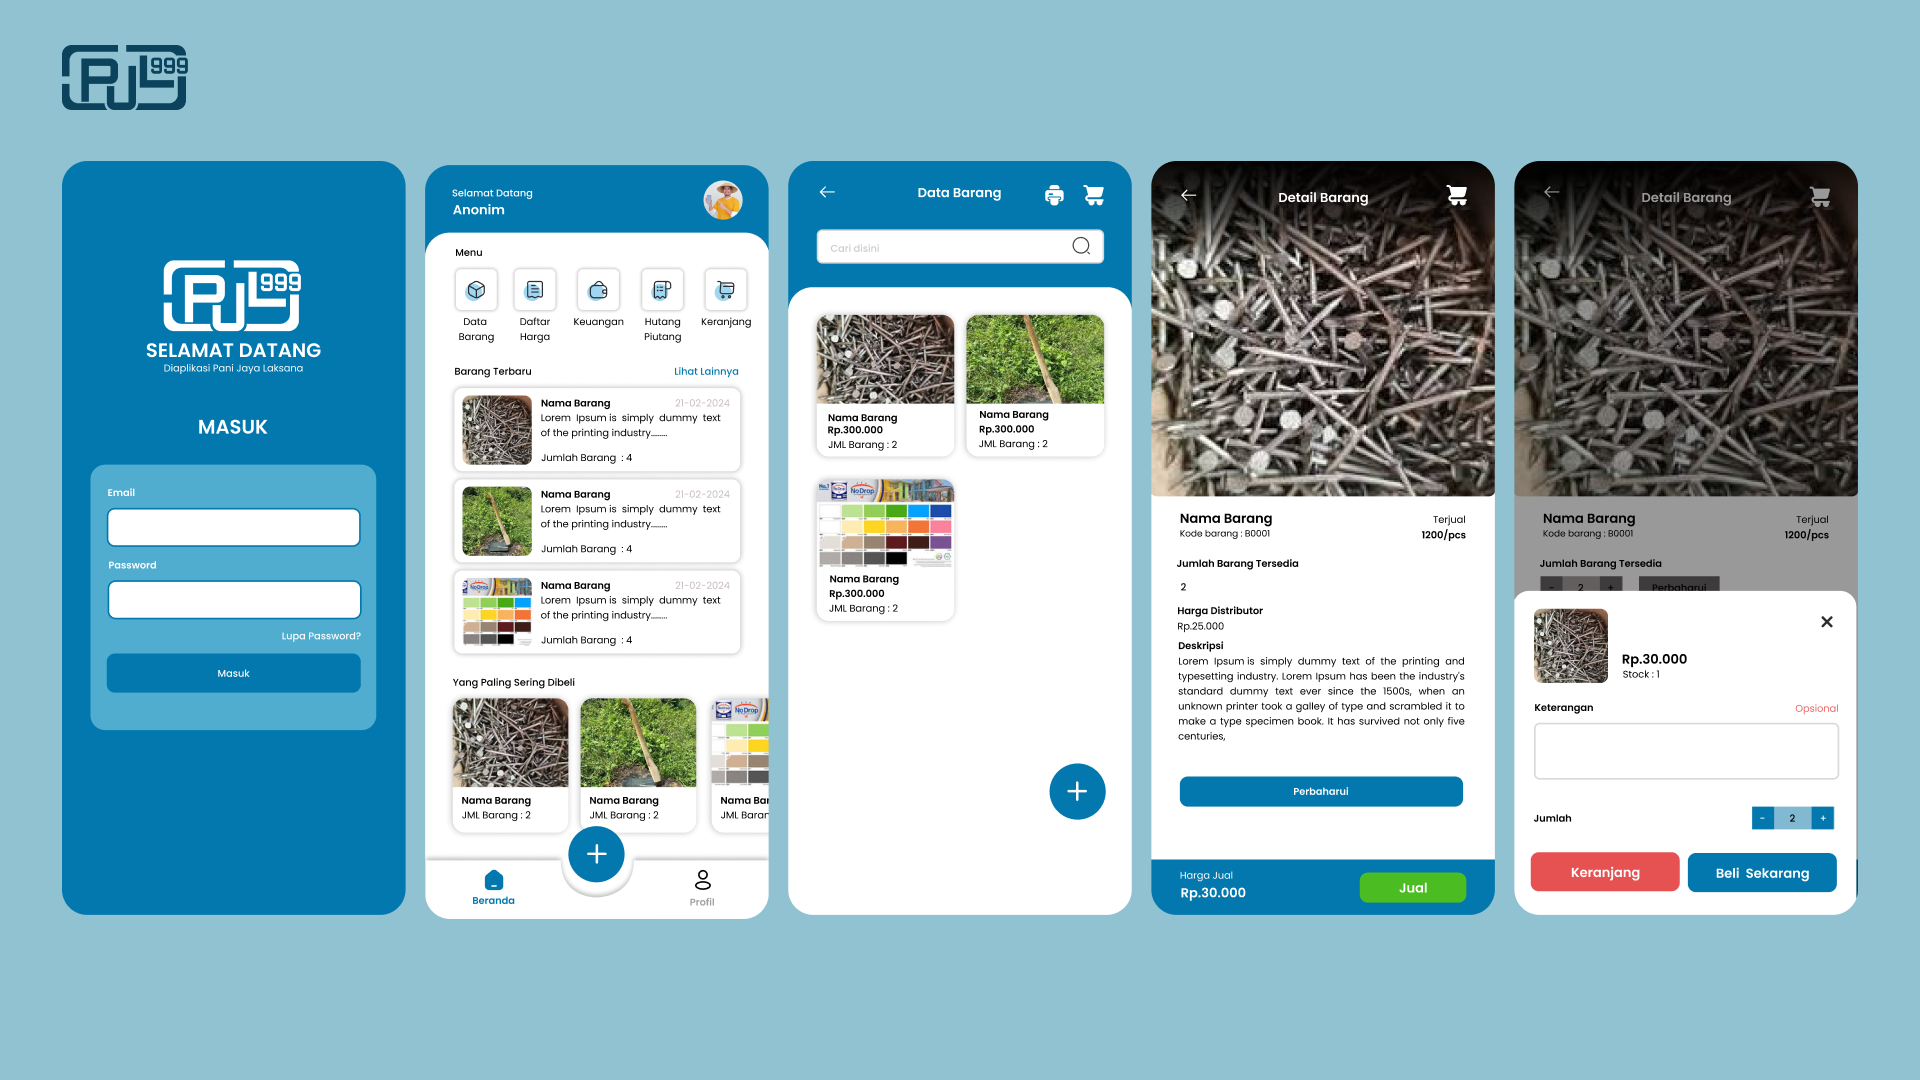 PJL 999
PJL 999
SELAMAT DATANG
Diaplikasi Pani Jaya Laksana
MASUK
Email
Password
Lupa Password?
Masuk
Selamat Datang
Anonim
Menu
Data Barang
Daftar Harga
Keuangan
Hutang Piutang
Keranjang
Barang Terbaru
Lihat Lainnya
Nama Barang
21-02-2024
Lorem Ipsum is simply dummy text
of the printing industry........
Jumlah Barang : 4
Nama Barang
21-02-2024
Lorem Ipsum is simply dummy text
of the printing industry........
Jumlah Barang : 4
NoDrop
Nama Barang
21-02-2024
Lorem Ipsum is simply dummy text
of the printing industry........
Jumlah Barang : 4
Yang Paling Sering Dibeli
Nama Barang
JML Barang : 2
Nama Barang
JML Barang : 2
NoDrop
Nama Bar
JML Baran
Beranda
Profil
Data Barang
Cari disini
Nama Barang
Rp.300.000
JML Barang : 2
Nama Barang
Rp.300.000
JML Barang : 2
No.1
NoDrop
Nama Barang
Rp.300.000
JML Barang : 2
Detail Barang
Nama Barang
Kode barang : B0001
Terjual
1200/pcs
Jumlah Barang Tersedia
2
Harga Distributor
Rp.25.000
Deskripsi
Lorem Ipsum is simply dummy text of the printing and
typesetting industry. Lorem Ipsum has been the industry's
standard dummy text ever since the 1500s, when an
unknown printer took a galley of type and scrambled it to
make a type specimen book. It has survived not only five
centuries,
Perbaharui
Harga Jual
Rp.30.000
Jual
Detail Barang
Nama Barang
Kode barang : B0001
Terjual
1200/pcs
Jumlah Barang Tersedia
- 2 +
Perbaharui
Rp.30.000
Stock : 1
Keterangan
Opsional
Jumlah
- 2 +
Keranjang
Beli Sekarang